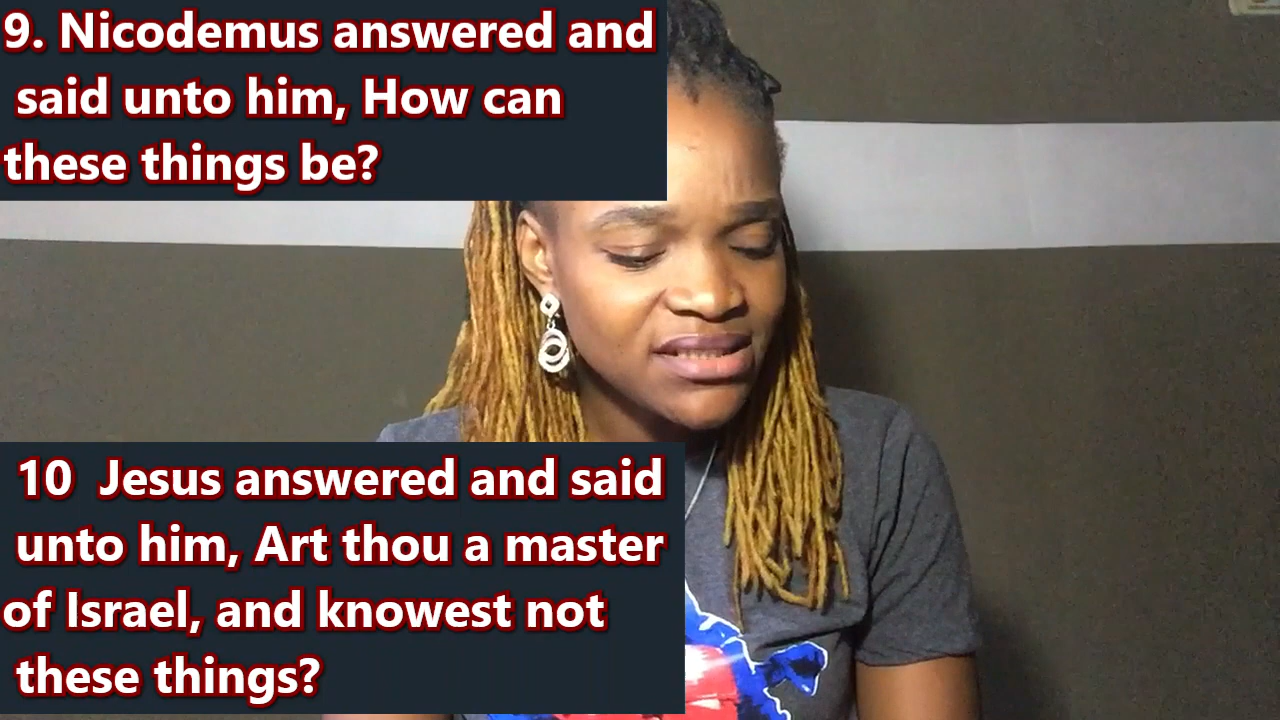 9. Nicodemus answered and
said unto him, How can
these things be?
10 Jesus answered and said
unto him, Art thou a master
of Israel, and knowest not
these things?